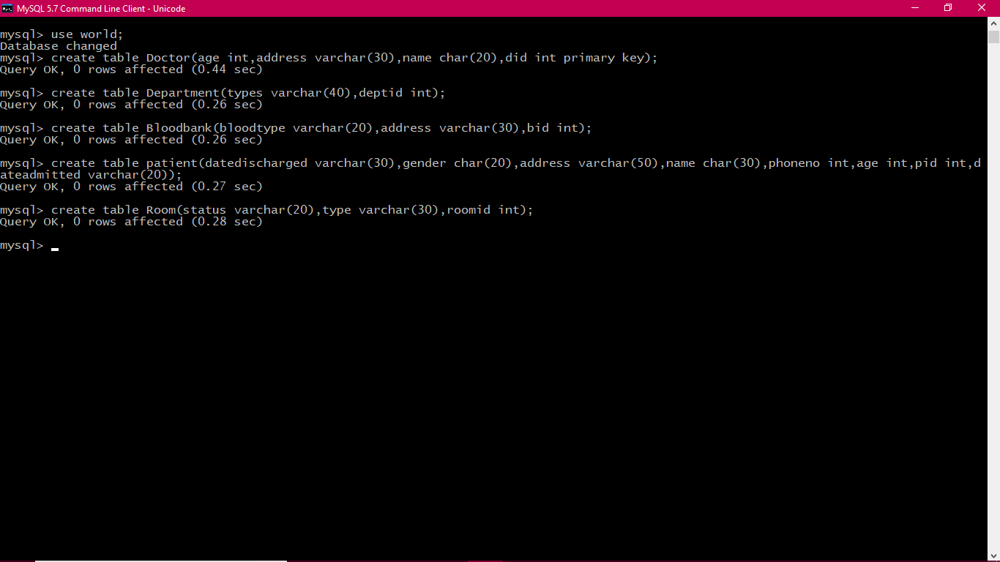 MySQL 5.7 Command Line Client - Unicode
mysql> use world;
Database changed
mysql> create table Doctor(age int,address varchar(30),name char(20),did int primary key);
Query OK, 0 rows affected (0.44 sec)
mysql> create table Department(types varchar(40),deptid int);
Query OK, 0 rows affected (0.26 sec)
mysql> create table Bloodbank(bloodtype varchar(20),address varchar(30),bid int);
Query OK, 0 rows affected (0.26 sec)
mysql> create table patient(datedischarged varchar(30),gender char(20),address varchar(50),name char(30),phoneno int,age int,pid int,d
ateadmitted varchar(20));
Query OK, 0 rows affected (0.27 sec)
mysql> create table Room(status varchar(20),type varchar(30),roomid int);
Query OK, 0 rows affected (0.28 sec)
mysql>